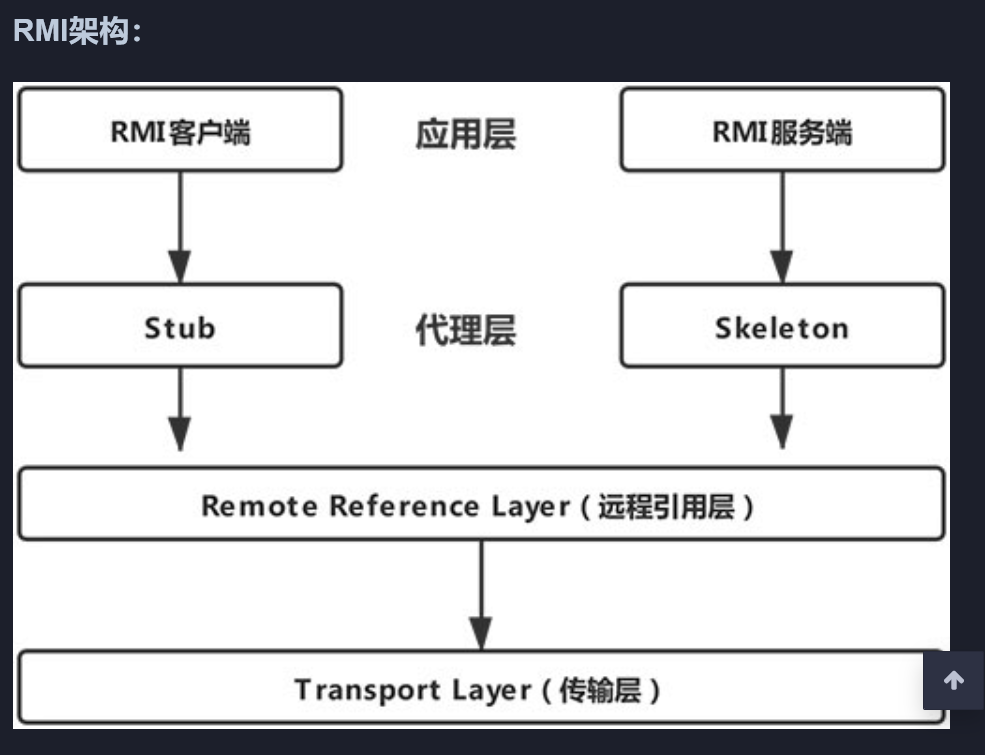 RMI架构：
RMI客户端 应用层 RMI服务端
Stub 代理层 Skeleton
Remote Reference Layer（远程引用层）
Transport Layer（传输层）